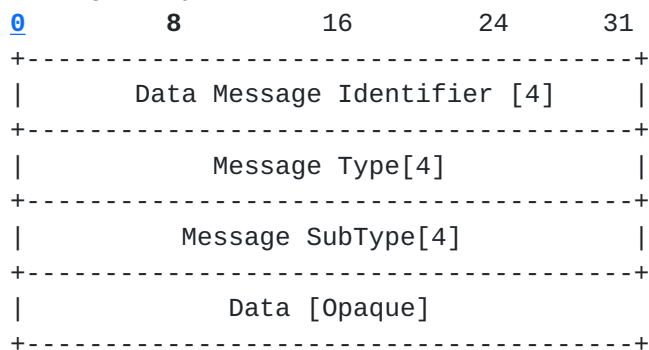 0         8         16        24      31
+---------------------------------------+
|       Data Message Identifier [4]     |
+---------------------------------------+
|            Message Type[4]            |
+---------------------------------------+
|          Message SubType[4]           |
+---------------------------------------+
|             Data [Opaque]             |
+---------------------------------------+